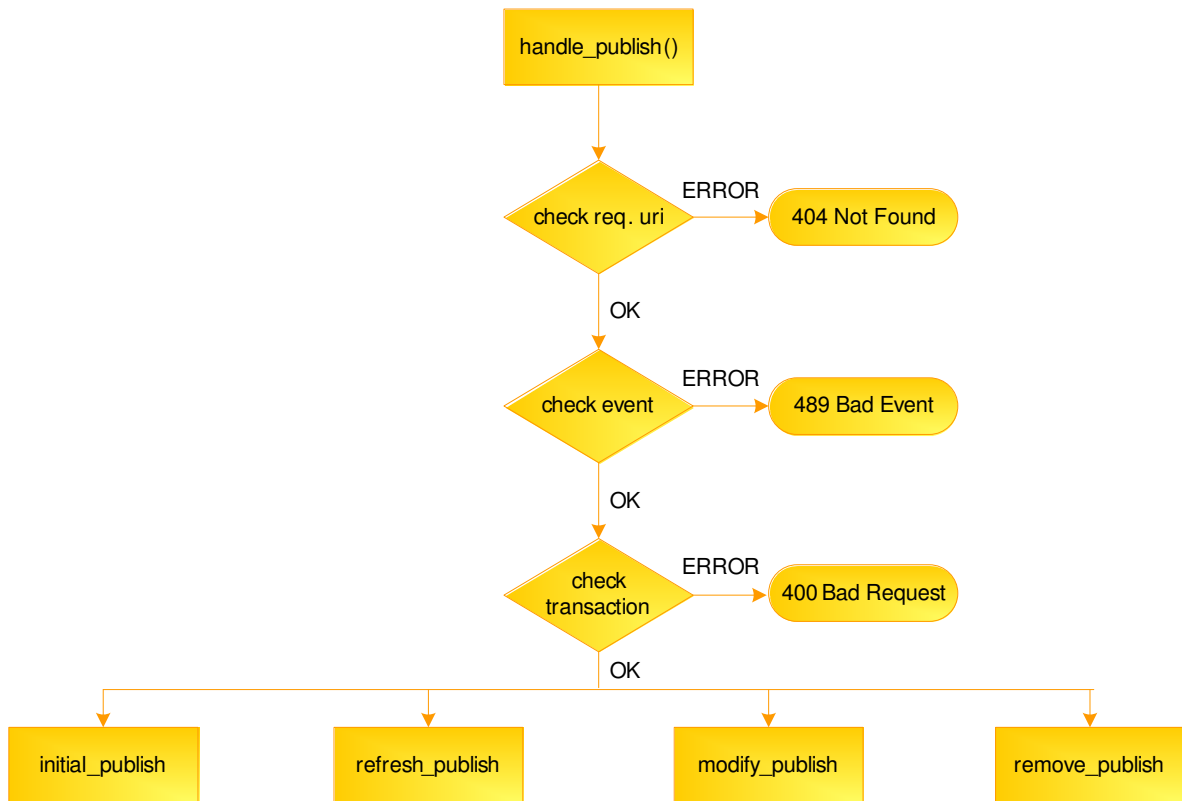 handle_publish()
ERROR
check req. uri
404 Not Found
OK
ERROR
check event
489 Bad Event
OK
ERROR
check
transaction
400 Bad Request
OK
initial_publish
refresh_publish
modify_publish
remove_publish